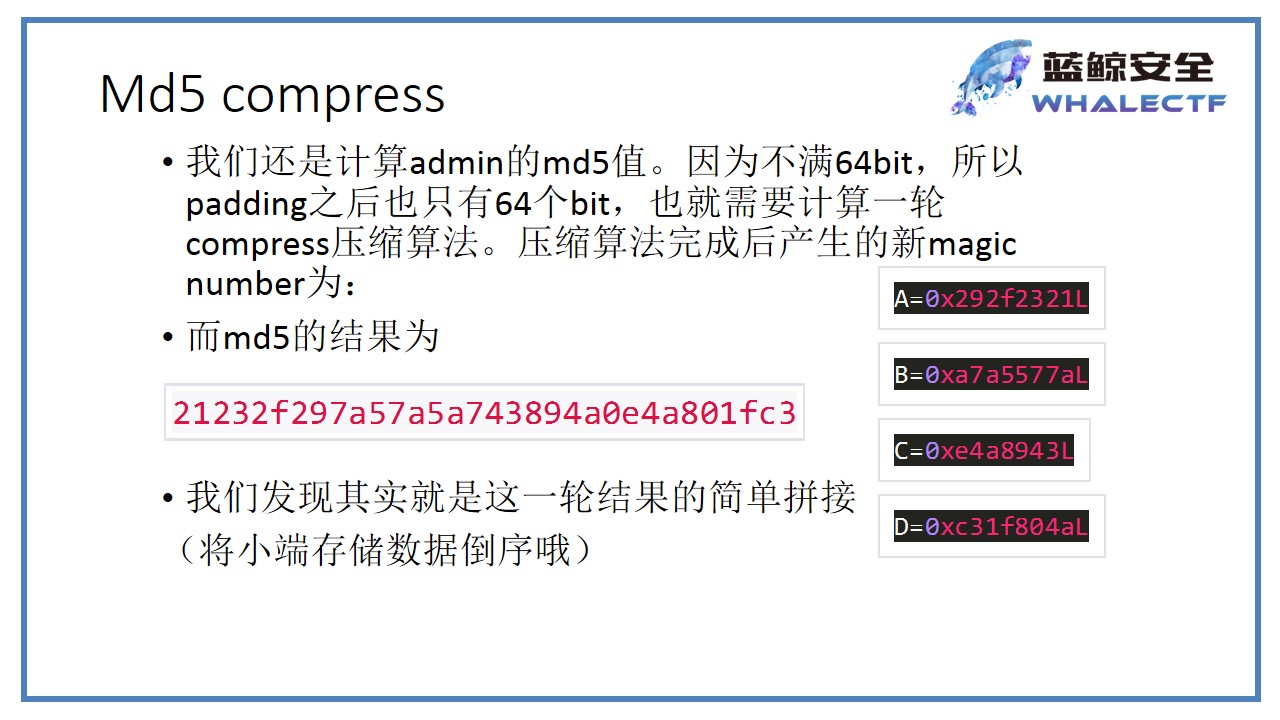 Md5 compress
蓝鲸安全
WHALECTF
• 我们还是计算admin的md5值。因为不满64bit，所以
padding之后也只有64个bit，也就需要计算一轮
compress压缩算法。压缩算法完成后产生的新magic
number为：
A=0x292f2321L
• 而md5的结果为
B=0xa7a5577aL
21232f297a57a5a743894a0e4a801fc3
C=0xe4a8943L
• 我们发现其实就是这一轮结果的简单拼接
D=0xc31f804aL
（将小端存储数据倒序哦）